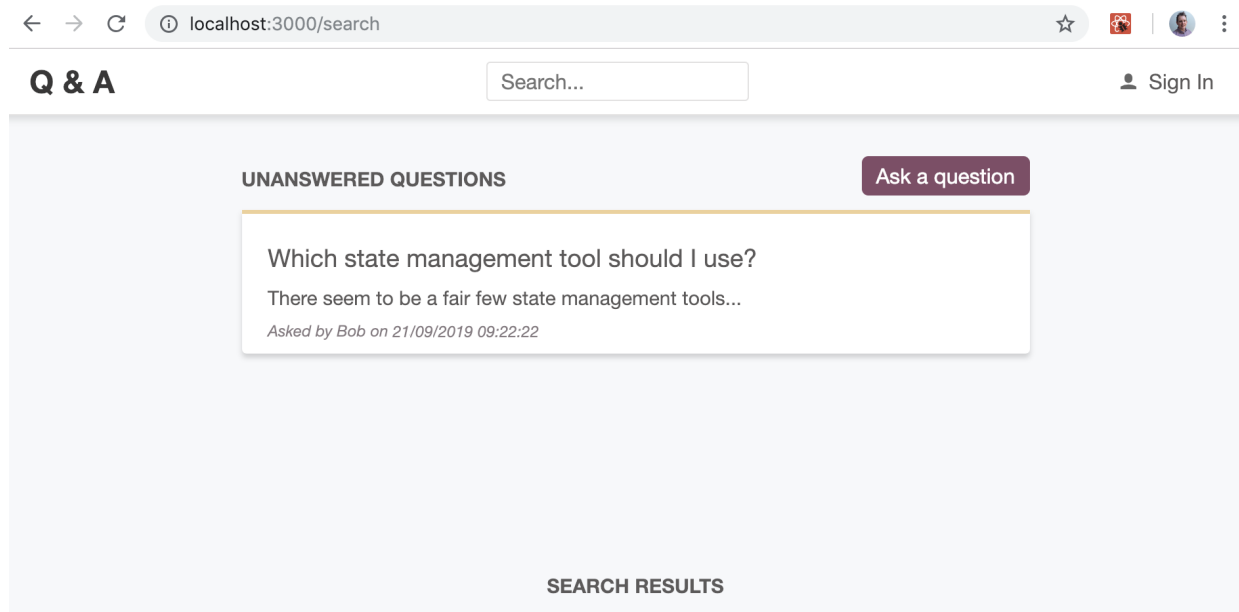 localhost:3000/search
Q & A
Search...
Sign In
UNANSWERED QUESTIONS
Ask a question
Which state management tool should I use?
There seem to be a fair few state management tools...
Asked by Bob on 21/09/2019 09:22:22
SEARCH RESULTS